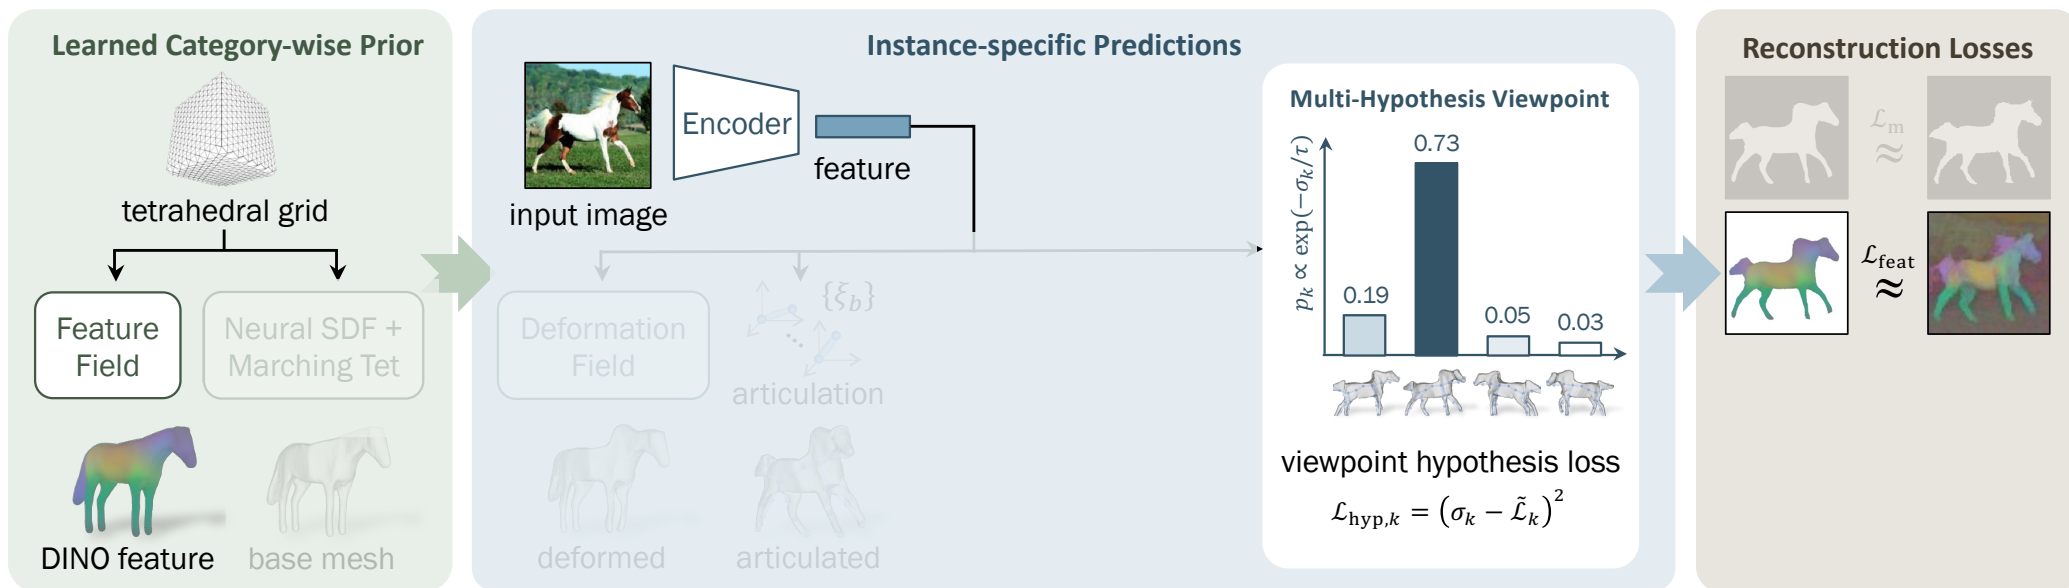 Learned Category-wise Prior
tetrahedral grid
Feature
Field
Neural SDF +
Marching Tet
DINO feature
base mesh
Instance-specific Predictions
input image
Encoder
feature
Deformation
Field
{ξ_b}
articulation
deformed
articulated
Multi-Hypothesis Viewpoint
p_k ∝ exp(−σ_k/τ)
0.19
0.73
0.05
0.03
viewpoint hypothesis loss
ℒ_hyp,k = (σ_k − ℒ̃_k)²
Reconstruction Losses
ℒ_m
≈
ℒ_feat
≈